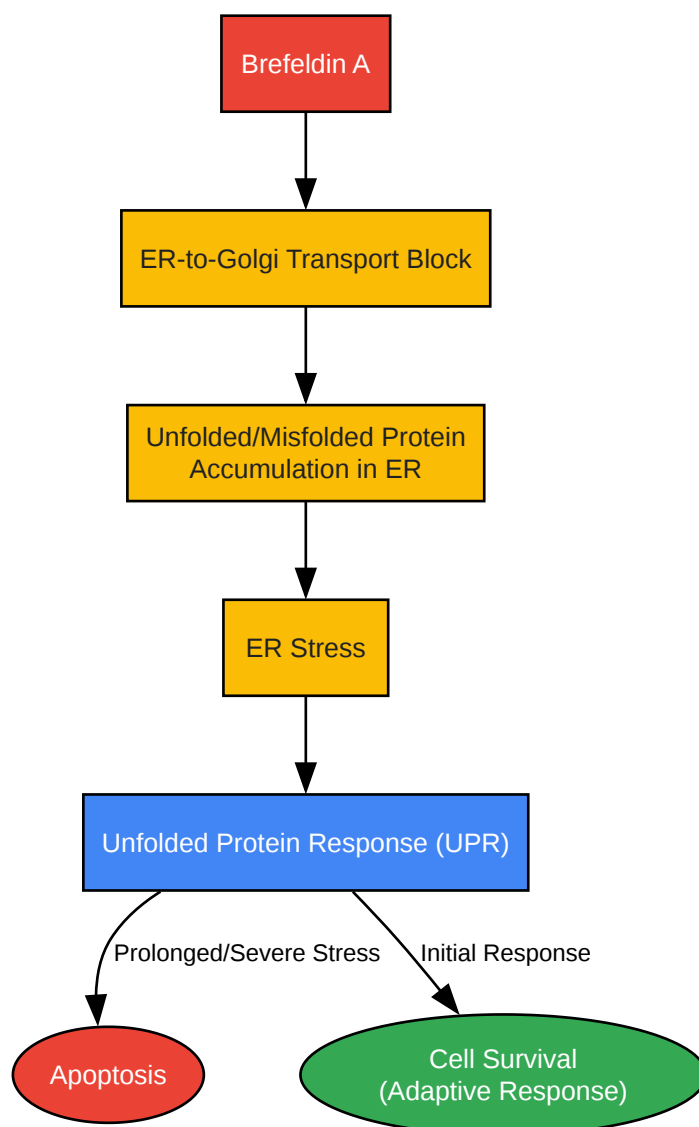 Brefeldin A
ER-to-Golgi Transport Block
Unfolded/Misfolded Protein
Accumulation in ER
ER Stress
Unfolded Protein Response (UPR)
Prolonged/Severe Stress
Initial Response
Apoptosis
Cell Survival
(Adaptive Response)